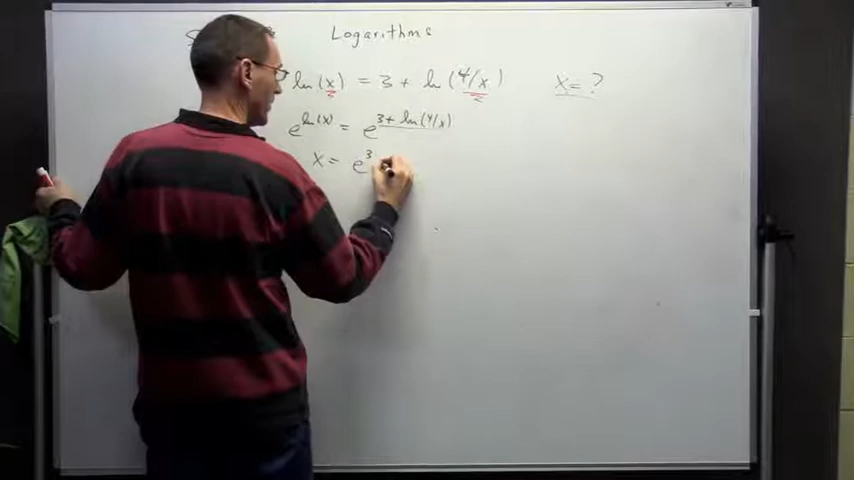 Logarithms
ln(x) = 3 + ln(4/x) x = ?
e^ln(x) = e^3+ ln(4/x)
x = e^3